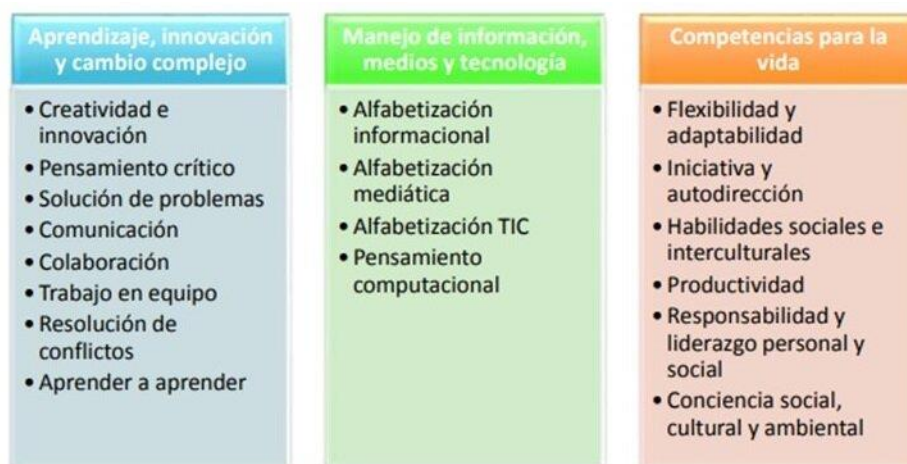 Aprendizaje, innovación
y cambio complejo
• Creatividad e
innovación
• Pensamiento crítico
• Solución de problemas
• Comunicación
• Colaboración
• Trabajo en equipo
• Resolución de
conflictos
• Aprender a aprender
Manejo de información,
medios y tecnología
• Alfabetización
informacional
• Alfabetización
mediática
• Alfabetización TIC
• Pensamiento
computacional
Competencias para la
vida
• Flexibilidad y
adaptabilidad
• Iniciativa y
autodirección
• Habilidades sociales e
interculturales
• Productividad
• Responsabilidad y
liderazgo personal y
social
• Conciencia social,
cultural y ambiental